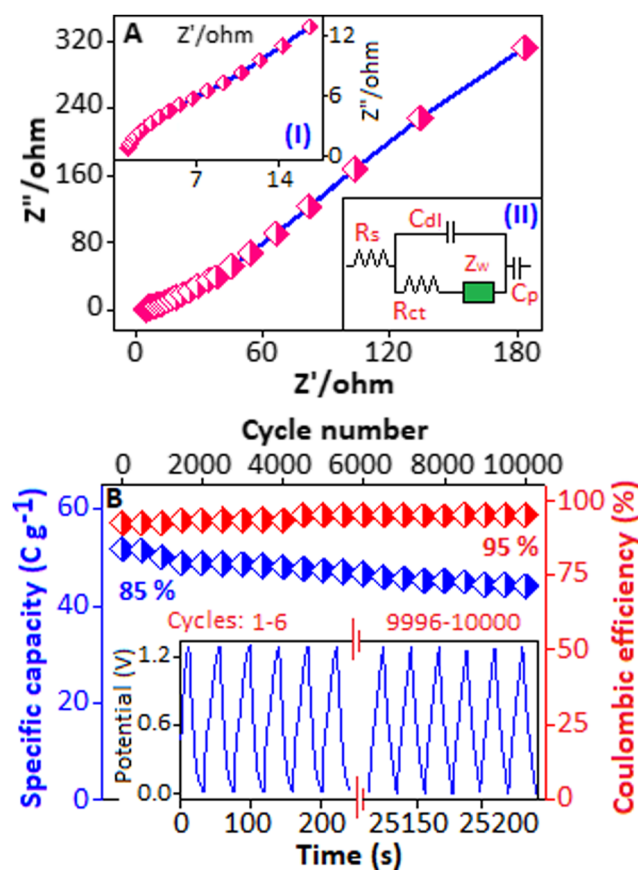 A
Z'/ohm
12
6
0
Z''/ohm
(I)
7
14
320
240
160
80
0
Z''/ohm
(II)
Rs
Cdl
Rct
Zw
Cp
0
60
120
180
Z'/ohm
Cycle number
0
2000
4000
6000
8000
10000
B
60
40
20
0
Specific capacity (C g-1)
100
75
50
25
0
Coulombic efficiency (%)
95 %
85 %
Cycles: 1-6
9996-10000
1.2
0.6
0.0
Potential (V)
0
100
200
25150
25200
Time (s)